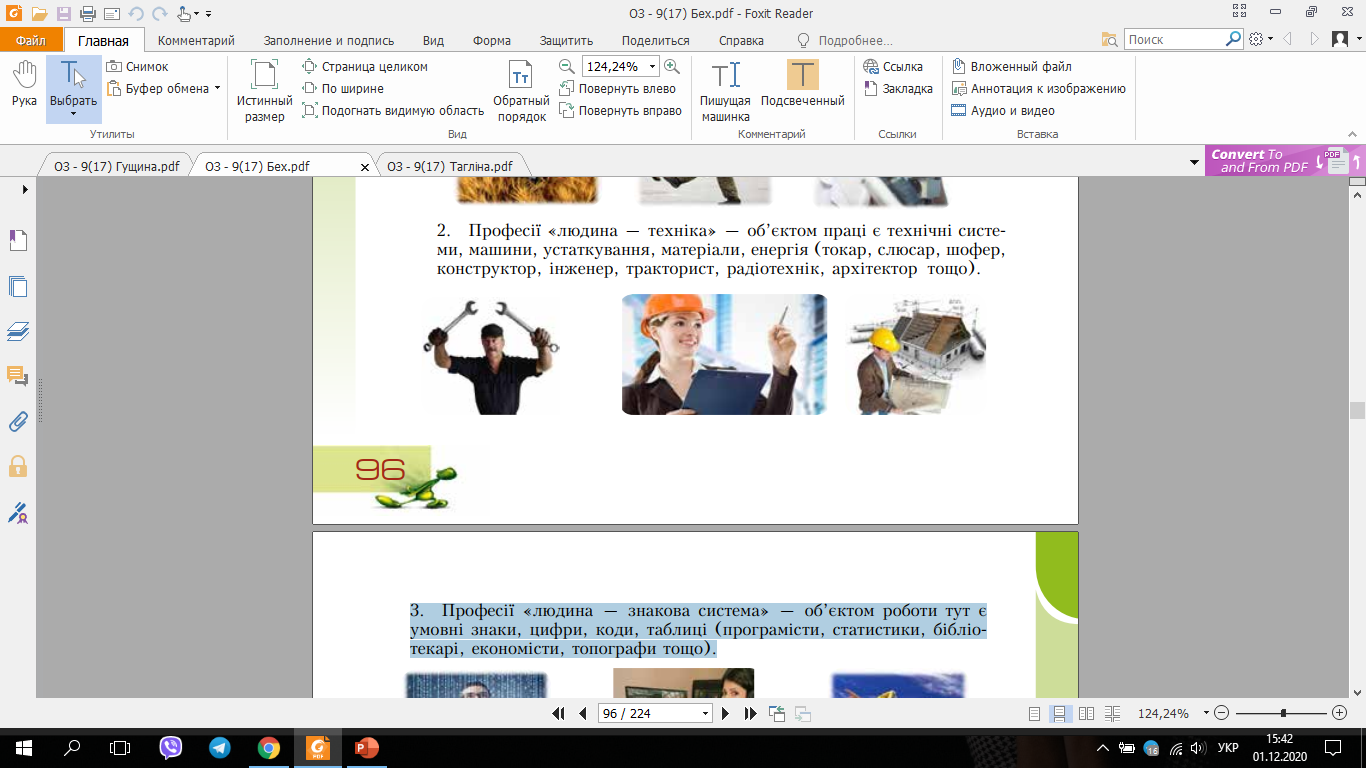 ОЗ - 9(17) Бех.pdf - Foxit Reader
Файл
Главная
Комментарий
Заполнение и подпись
Вид
Форма
Защитить
Поделиться
Справка
Подробнее...
Поиск
Рука
Выбрать
Снимок
Буфер обмена
Утилиты
Истинный
размер
Страница целиком
По ширине
Подогнать видимую область
Обратный
порядок
124,24%
Повернуть влево
Повернуть вправо
Вид
Пишущая
машинка
Подсвеченный
Комментарий
Ссылка
Закладка
Ссылки
Вложенный файл
Аннотация к изображению
Аудио и видео
Вставка
ОЗ - 9(17) Гущина.pdf
ОЗ - 9(17) Бех.pdf
ОЗ - 9(17) Тагліна.pdf
Convert To
and From PDF
PDF
2. Професії «людина — техніка» — об’єктом праці є технічні систе-
ми, машини, устаткування, матеріали, енергія (токар, слюсар, шофер,
конструктор, інженер, тракторист, радіотехнік, архітектор тощо).
96
3. Професії «людина — знакова система» — об’єктом роботи тут є
умовні знаки, цифри, коди, таблиці (програмісти, статистики, бібліо-
текарі, економісти, топографи тощо).
96 / 224
124,24%
16
УКР
15:42
01.12.2020